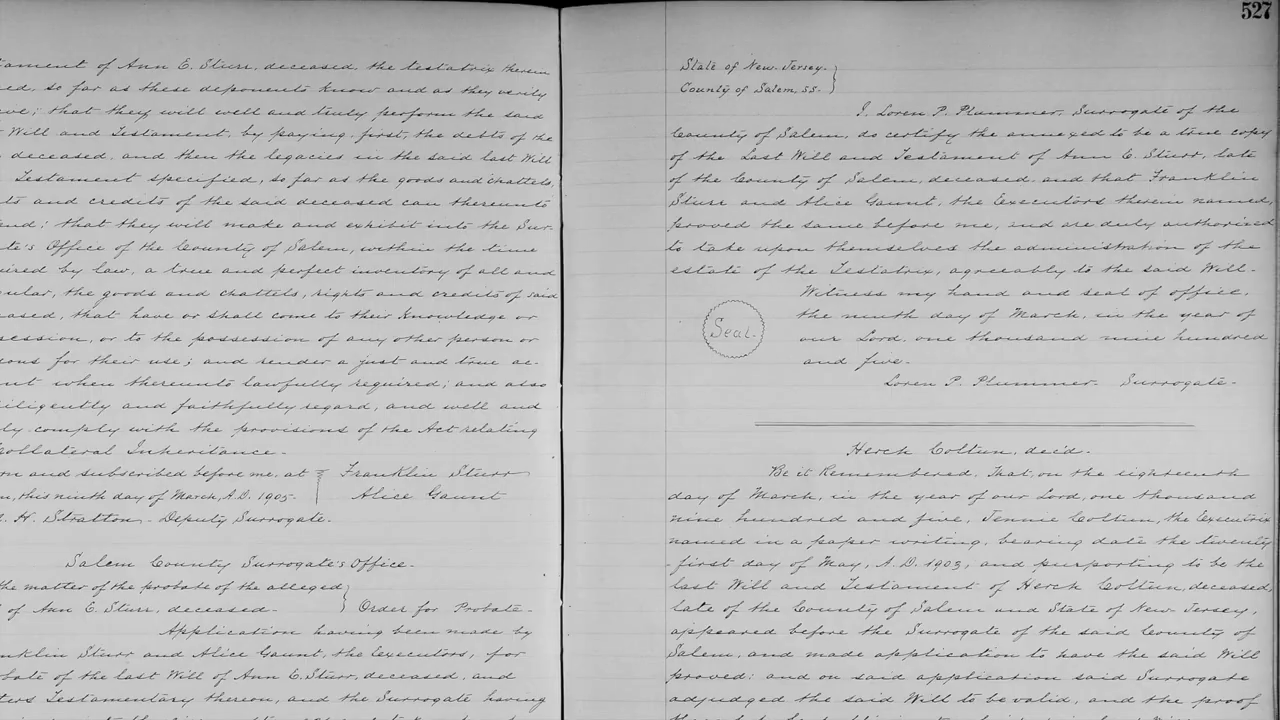 ament of Ann E. Sturr, deceased, the testatrix therein
ed, so far as these deponents know and as they verily
ve; that they will well and truly perform the said
Will and Testament, by paying, first, the debts of the
deceased, and then the legacies in the said last Will
Testament specified, so far as the goods and chattels,
ts and credits of the said deceased can thereunto
end; that they will make and exhibit into the Sur-
te's Office of the County of Salem, within the time
ired by law, a true and perfect inventory of all and
ular, the goods and chattels, rights and credits of said
eased, that have or shall come to their knowledge or
session, or to the possession of any other person or
sons for their use; and render a just and true ac-
nt when thereunto lawfully required; and also
iligently and faithfully regard, and well and
ly comply with the provisions of the Act relating
ollateral Inheritance.
rn and subscribed before me, at
n, this ninth day of March, A.D. 1905.
H. Stratton. Deputy Surrogate.
Franklin Sturr
Alice Gaunt
Salem County Surrogate's Office.
the matter of the probate of the alleged
of Ann E. Sturr, deceased.
Order for Probate.
Application having been made by
nklin Sturr and Alice Gaunt, the Executors, for
bate of the last Will of Ann E. Sturr, deceased, and
ters Testamentary thereon, and the Surrogate having
527
State of New Jersey.
County of Salem, ss.
I, Loren P. Plummer, Surrogate of the
County of Salem, do certify the annexed to be a true copy
of the Last Will and Testament of Ann E. Sturr, late
of the County of Salem, deceased, and that Franklin
Sturr and Alice Gaunt, the Executors therein named,
proved the same before me, and are duly authorized
to take upon themselves the administration of the
estate of the Testatrix, agreeably to the said Will.
Witness my hand and seal of office,
the ninth day of March, in the year of
our Lord, one thousand nine hundred
and five.
Seal.
Loren P. Plummer. Surrogate.
Herch Coltun, dec'd.
Be it Remembered, That, on the eighteenth
day of March, in the year of our Lord, one thousand
nine hundred and five, Jennie Coltun, the Executrix
named in a paper writing, bearing date the twenty
-first day of May, A.D. 1903, and purporting to be the
last Will and Testament of Herch Coltun, deceased,
late of the County of Salem and State of New Jersey,
appeared before the Surrogate of the said County of
Salem, and made application to have the said Will
proved; and on said application said Surrogate
adjudged the said Will to be valid, and the proof